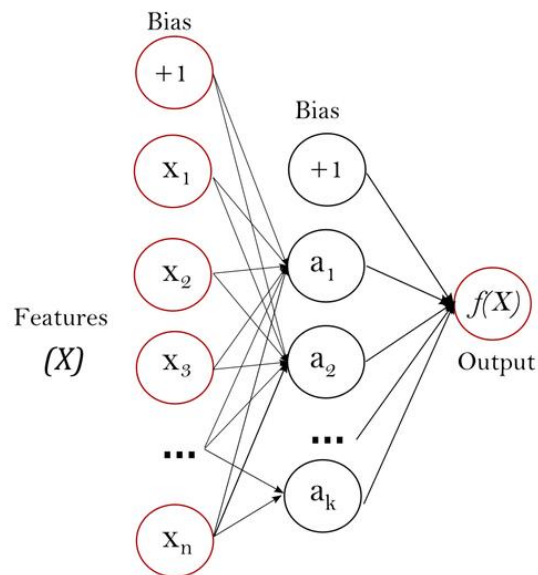 Bias
+1
Bias
x1
+1
x2
a1
Features
(X)
x3
a2
f(X)
Output
...
...
ak
xn